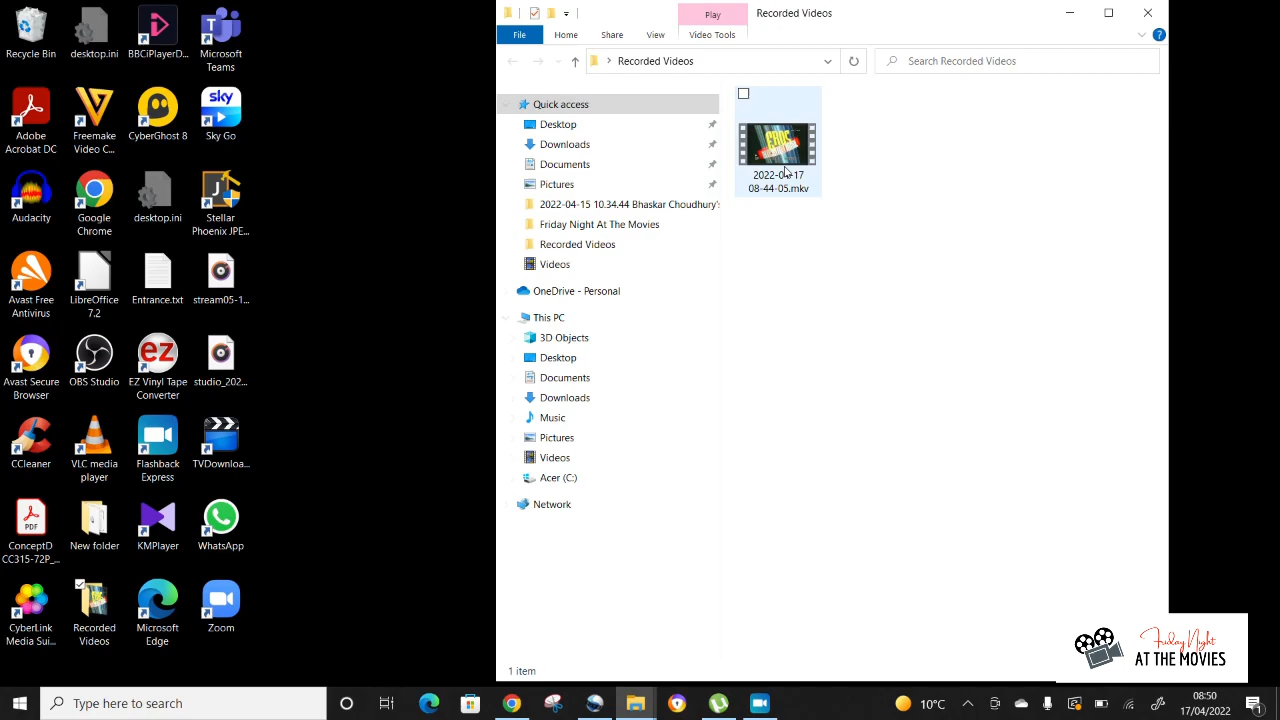 Recycle Bin
desktop.ini
BBCiPlayerD...
Microsoft
Teams
Adobe
Acrobat DC
Freemake
Video C...
CyberGhost 8
sky
Sky Go
Audacity
Google
Chrome
desktop.ini
Stellar
Phoenix JPE...
Avast Free
Antivirus
LibreOffice
7.2
Entrance.txt
stream05-1...
Avast Secure
Browser
OBS Studio
ez
EZ Vinyl Tape
Converter
studio_202...
CCleaner
VLC media
player
Flashback
Express
TVDownloa...
PDF
ConceptD
CC315-72P_...
New folder
KMPlayer
WhatsApp
CyberLink
Media Sui...
Recorded
Videos
Microsoft
Edge
Zoom
Play
Recorded Videos
File
Home
Share
View
Video Tools
Recorded Videos
Search Recorded Videos
Quick access
Desktop
Downloads
Documents
Pictures
2022-04-15 10.34.44 Bhaskar Choudhury's
Friday Night At The Movies
Recorded Videos
Videos
OneDrive - Personal
This PC
3D Objects
Desktop
Documents
Downloads
Music
Pictures
Videos
Acer (C:)
Network
08-44-05.mkv
1 item
Friday Night
AT THE MOVIES
Type here to search
10°C
08:50
17/04/2022
1